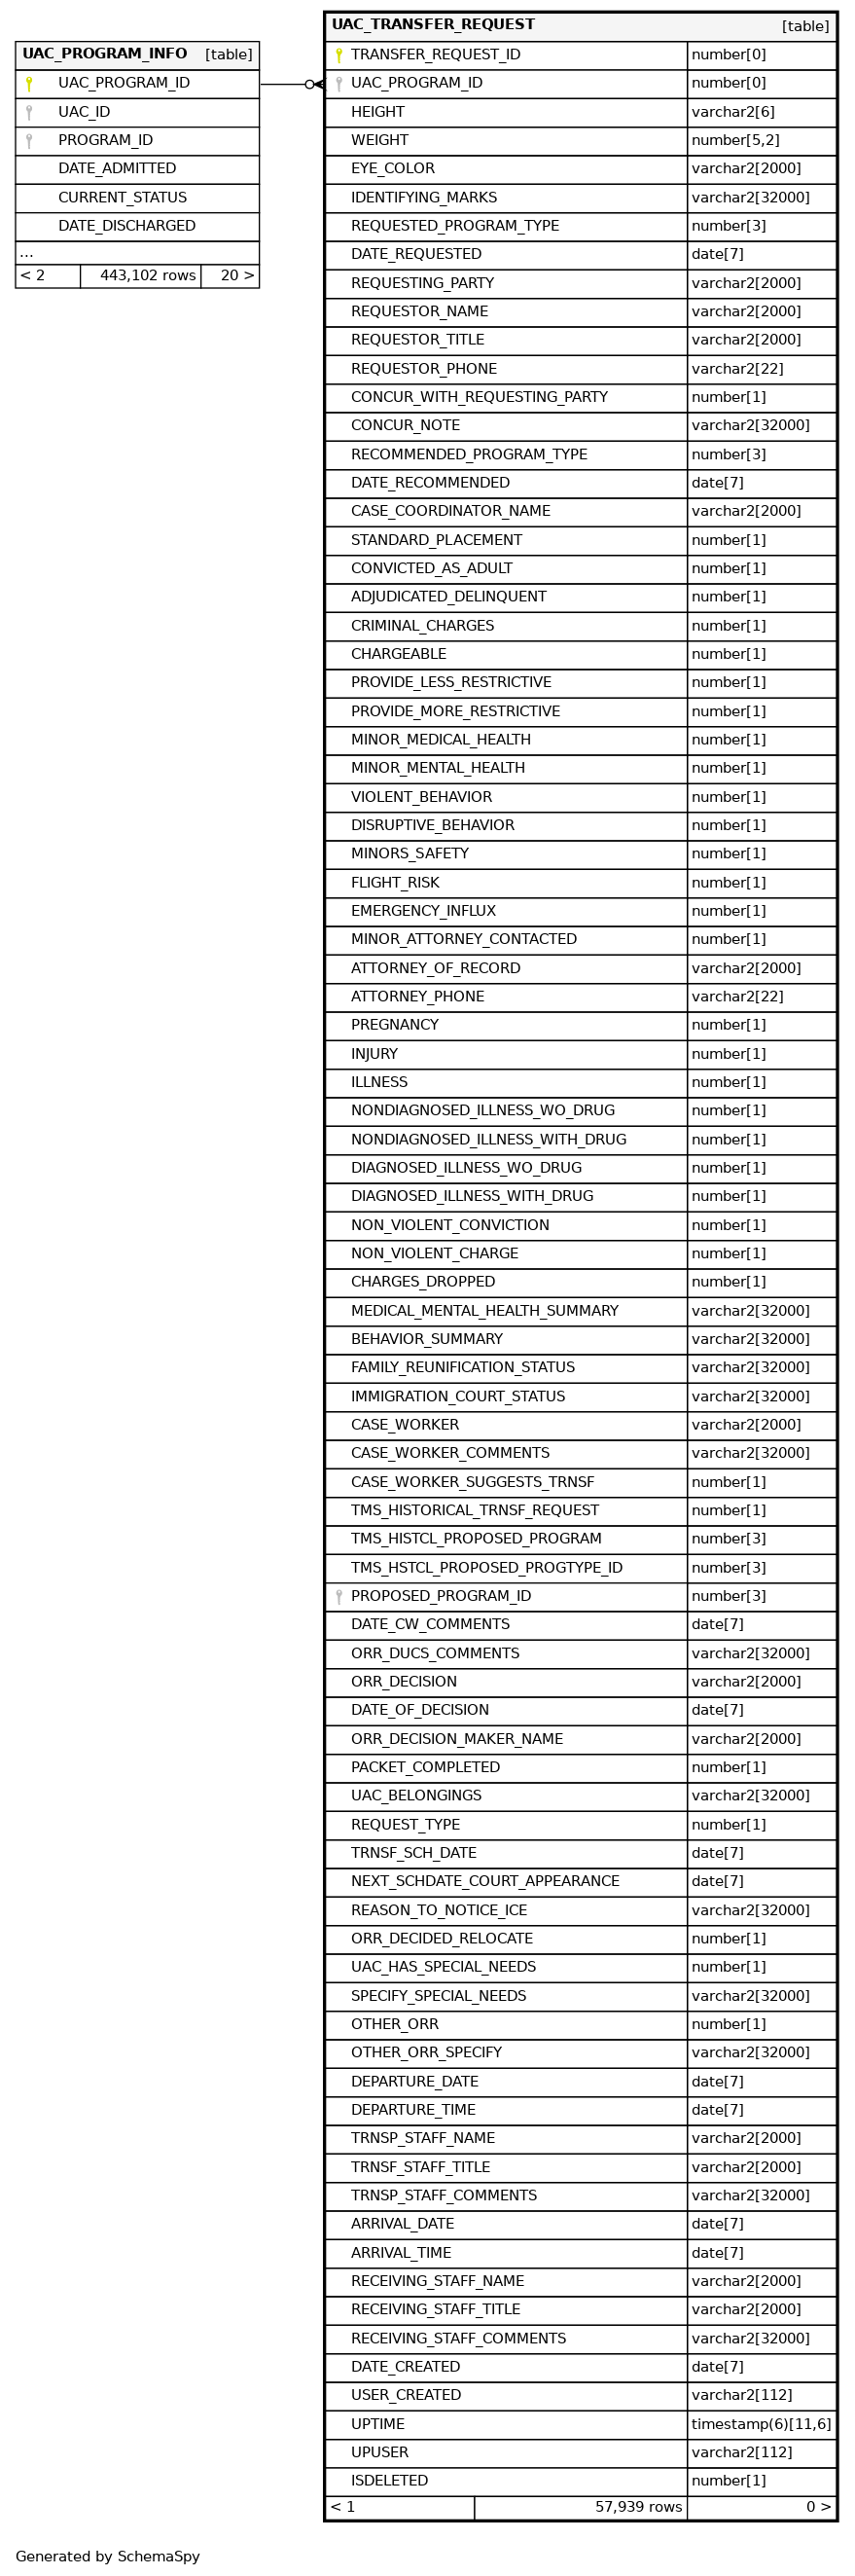 UAC_PROGRAM_INFO [table]
UAC_PROGRAM_ID
UAC_ID
PROGRAM_ID
DATE_ADMITTED
CURRENT_STATUS
DATE_DISCHARGED
...
< 2 443,102 rows 20 >
UAC_TRANSFER_REQUEST [table]
TRANSFER_REQUEST_ID number[0]
UAC_PROGRAM_ID number[0]
HEIGHT varchar2[6]
WEIGHT number[5,2]
EYE_COLOR varchar2[2000]
IDENTIFYING_MARKS varchar2[32000]
REQUESTED_PROGRAM_TYPE number[3]
DATE_REQUESTED date[7]
REQUESTING_PARTY varchar2[2000]
REQUESTOR_NAME varchar2[2000]
REQUESTOR_TITLE varchar2[2000]
REQUESTOR_PHONE varchar2[22]
CONCUR_WITH_REQUESTING_PARTY number[1]
CONCUR_NOTE varchar2[32000]
RECOMMENDED_PROGRAM_TYPE number[3]
DATE_RECOMMENDED date[7]
CASE_COORDINATOR_NAME varchar2[2000]
STANDARD_PLACEMENT number[1]
CONVICTED_AS_ADULT number[1]
ADJUDICATED_DELINQUENT number[1]
CRIMINAL_CHARGES number[1]
CHARGEABLE number[1]
PROVIDE_LESS_RESTRICTIVE number[1]
PROVIDE_MORE_RESTRICTIVE number[1]
MINOR_MEDICAL_HEALTH number[1]
MINOR_MENTAL_HEALTH number[1]
VIOLENT_BEHAVIOR number[1]
DISRUPTIVE_BEHAVIOR number[1]
MINORS_SAFETY number[1]
FLIGHT_RISK number[1]
EMERGENCY_INFLUX number[1]
MINOR_ATTORNEY_CONTACTED number[1]
ATTORNEY_OF_RECORD varchar2[2000]
ATTORNEY_PHONE varchar2[22]
PREGNANCY number[1]
INJURY number[1]
ILLNESS number[1]
NONDIAGNOSED_ILLNESS_WO_DRUG number[1]
NONDIAGNOSED_ILLNESS_WITH_DRUG number[1]
DIAGNOSED_ILLNESS_WO_DRUG number[1]
DIAGNOSED_ILLNESS_WITH_DRUG number[1]
NON_VIOLENT_CONVICTION number[1]
NON_VIOLENT_CHARGE number[1]
CHARGES_DROPPED number[1]
MEDICAL_MENTAL_HEALTH_SUMMARY varchar2[32000]
BEHAVIOR_SUMMARY varchar2[32000]
FAMILY_REUNIFICATION_STATUS varchar2[32000]
IMMIGRATION_COURT_STATUS varchar2[32000]
CASE_WORKER varchar2[2000]
CASE_WORKER_COMMENTS varchar2[32000]
CASE_WORKER_SUGGESTS_TRNSF number[1]
TMS_HISTORICAL_TRNSF_REQUEST number[1]
TMS_HISTCL_PROPOSED_PROGRAM number[3]
TMS_HSTCL_PROPOSED_PROGTYPE_ID number[3]
PROPOSED_PROGRAM_ID number[3]
DATE_CW_COMMENTS date[7]
ORR_DUCS_COMMENTS varchar2[32000]
ORR_DECISION varchar2[2000]
DATE_OF_DECISION date[7]
ORR_DECISION_MAKER_NAME varchar2[2000]
PACKET_COMPLETED number[1]
UAC_BELONGINGS varchar2[32000]
REQUEST_TYPE number[1]
TRNSF_SCH_DATE date[7]
NEXT_SCHDATE_COURT_APPEARANCE date[7]
REASON_TO_NOTICE_ICE varchar2[32000]
ORR_DECIDED_RELOCATE number[1]
UAC_HAS_SPECIAL_NEEDS number[1]
SPECIFY_SPECIAL_NEEDS varchar2[32000]
OTHER_ORR number[1]
OTHER_ORR_SPECIFY varchar2[32000]
DEPARTURE_DATE date[7]
DEPARTURE_TIME date[7]
TRNSP_STAFF_NAME varchar2[2000]
TRNSF_STAFF_TITLE varchar2[2000]
TRNSP_STAFF_COMMENTS varchar2[32000]
ARRIVAL_DATE date[7]
ARRIVAL_TIME date[7]
RECEIVING_STAFF_NAME varchar2[2000]
RECEIVING_STAFF_TITLE varchar2[2000]
RECEIVING_STAFF_COMMENTS varchar2[32000]
DATE_CREATED date[7]
USER_CREATED varchar2[112]
UPTIME timestamp(6)[11,6]
UPUSER varchar2[112]
ISDELETED number[1]
< 1 57,939 rows 0 >
Generated by SchemaSpy